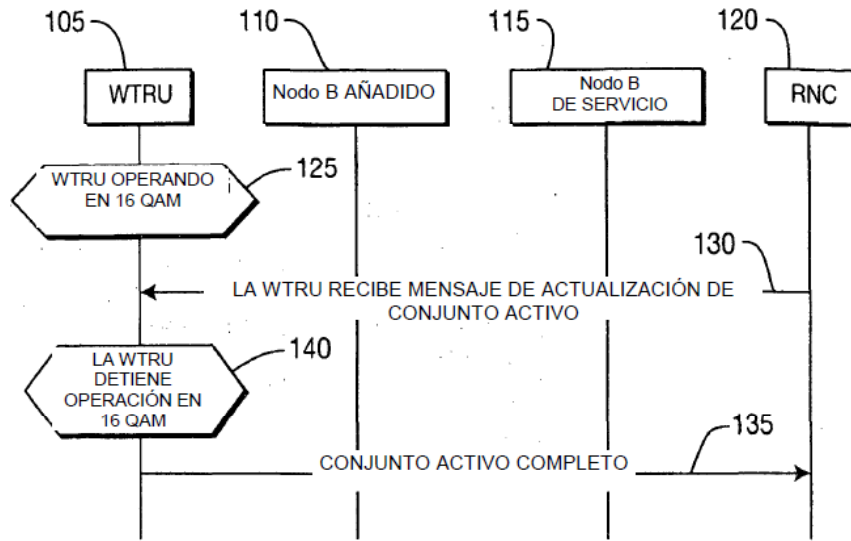 105
110
115
120
WTRU
Nodo B AÑADIDO
Nodo B
DE SERVICIO
RNC
WTRU OPERANDO
EN 16 QAM
125
130
LA WTRU RECIBE MENSAJE DE ACTUALIZACIÓN DE
CONJUNTO ACTIVO
LA WTRU
DETIENE
OPERACIÓN EN
16 QAM
140
135
CONJUNTO ACTIVO COMPLETO